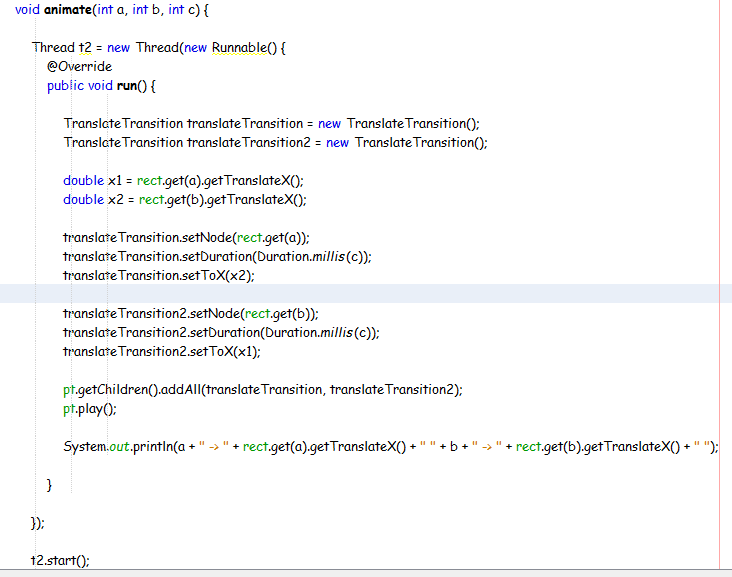 void animate(int a, int b, int c) {
Thread t2 = new Thread(new Runnable() {
@Override
public void run() {
TranslateTransition translateTransition = new TranslateTransition();
TranslateTransition translateTransition2 = new TranslateTransition();
double x1 = rect.get(a).getTranslateX();
double x2 = rect.get(b).getTranslateX();
translateTransition.setNode(rect.get(a));
translateTransition.setDuration(Duration.millis(c));
translateTransition.setToX(x2);
translateTransition2.setNode(rect.get(b));
translateTransition2.setDuration(Duration.millis(c));
translateTransition2.setToX(x1);
pt.getChildren().addAll(translateTransition, translateTransition2);
pt.play();
System.out.println(a + " -> " + rect.get(a).getTranslateX() + " " + b + " -> " + rect.get(b).getTranslateX() + " ");
}
});
t2.start();